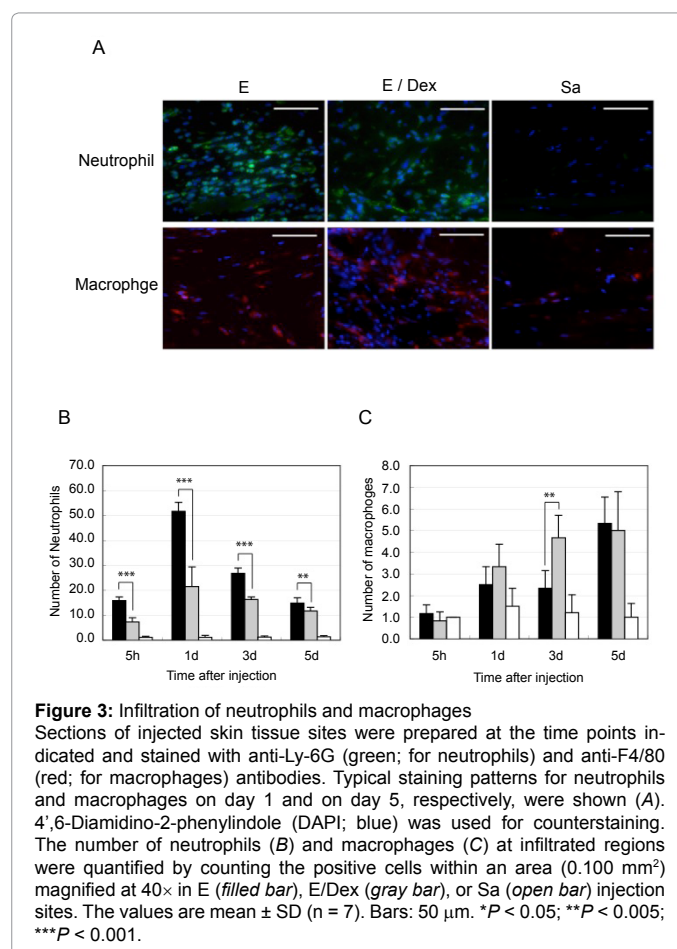 A
E
E / Dex
Sa
Neutrophil
Macrophge
B
C
Number of Neutrophils
70.0
60.0
50.0
40.0
30.0
20.0
10.0
0.0
***
***
***
**
5h
1d
3d
5d
Time after injection
Number of macrophoges
8.0
7.0
6.0
5.0
4.0
3.0
2.0
1.0
0.0
**
5h
1d
3d
5d
Time after injection
Figure 3: Infiltration of neutrophils and macrophages
Sections of injected skin tissue sites were prepared at the time points in-
dicated and stained with anti-Ly-6G (green; for neutrophils) and anti-F4/80
(red; for macrophages) antibodies. Typical staining patterns for neutrophils
and macrophages on day 1 and on day 5, respectively, were shown (A).
4′,6-Diamidino-2-phenylindole (DAPI; blue) was used for counterstaining.
The number of neutrophils (B) and macrophages (C) at infiltrated regions
were quantified by counting the positive cells within an area (0.100 mm²)
magnified at 40× in E (filled bar), E/Dex (gray bar), or Sa (open bar) injection
sites. The values are mean ± SD (n = 7). Bars: 50 μm. *P < 0.05; **P < 0.005;
***P < 0.001.